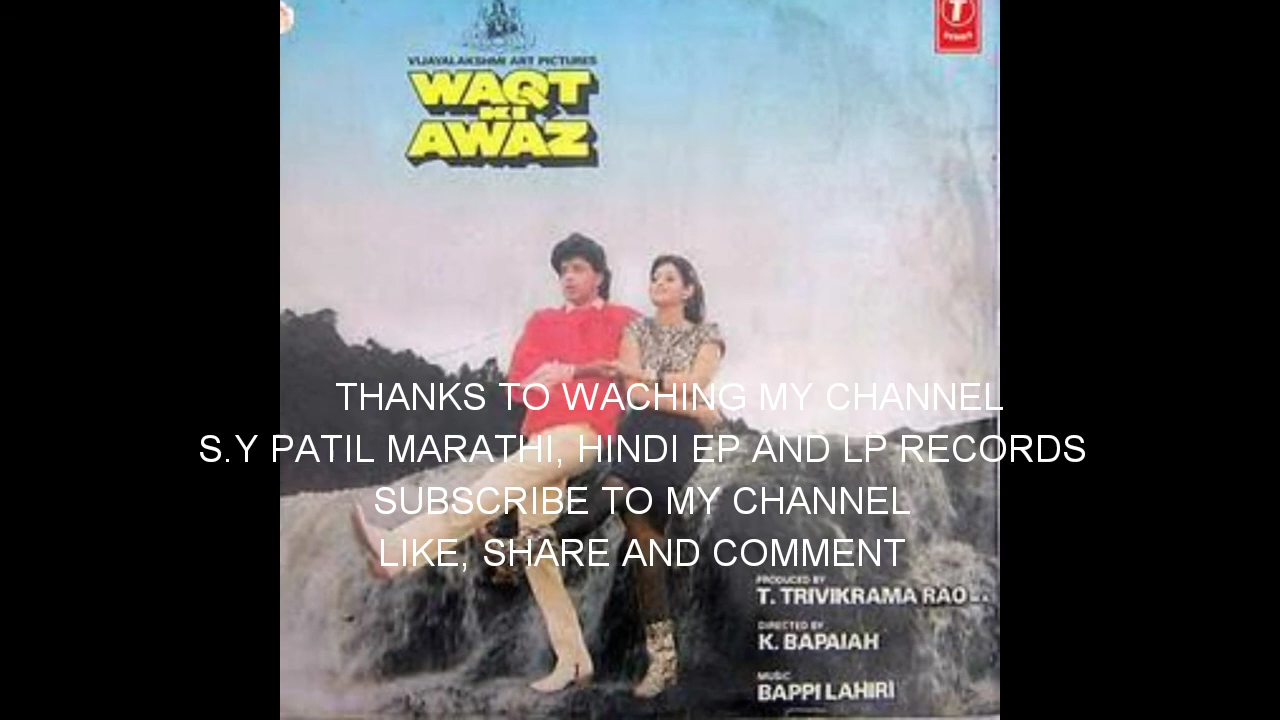 T
SERIES
VIJAYALAKSHMI ART PICTURES
WAQT
KI
AWAZ
THANKS TO WACHING MY CHANNEL
S.Y PATIL MARATHI, HINDI EP AND LP RECORDS
SUBSCRIBE TO MY CHANNEL
LIKE, SHARE AND COMMENT
PRODUCED BY
T. TRIVIKRAMA RAO
DIRECTED BY
K. BAPAIAH
MUSIC
BAPPI LAHIRI